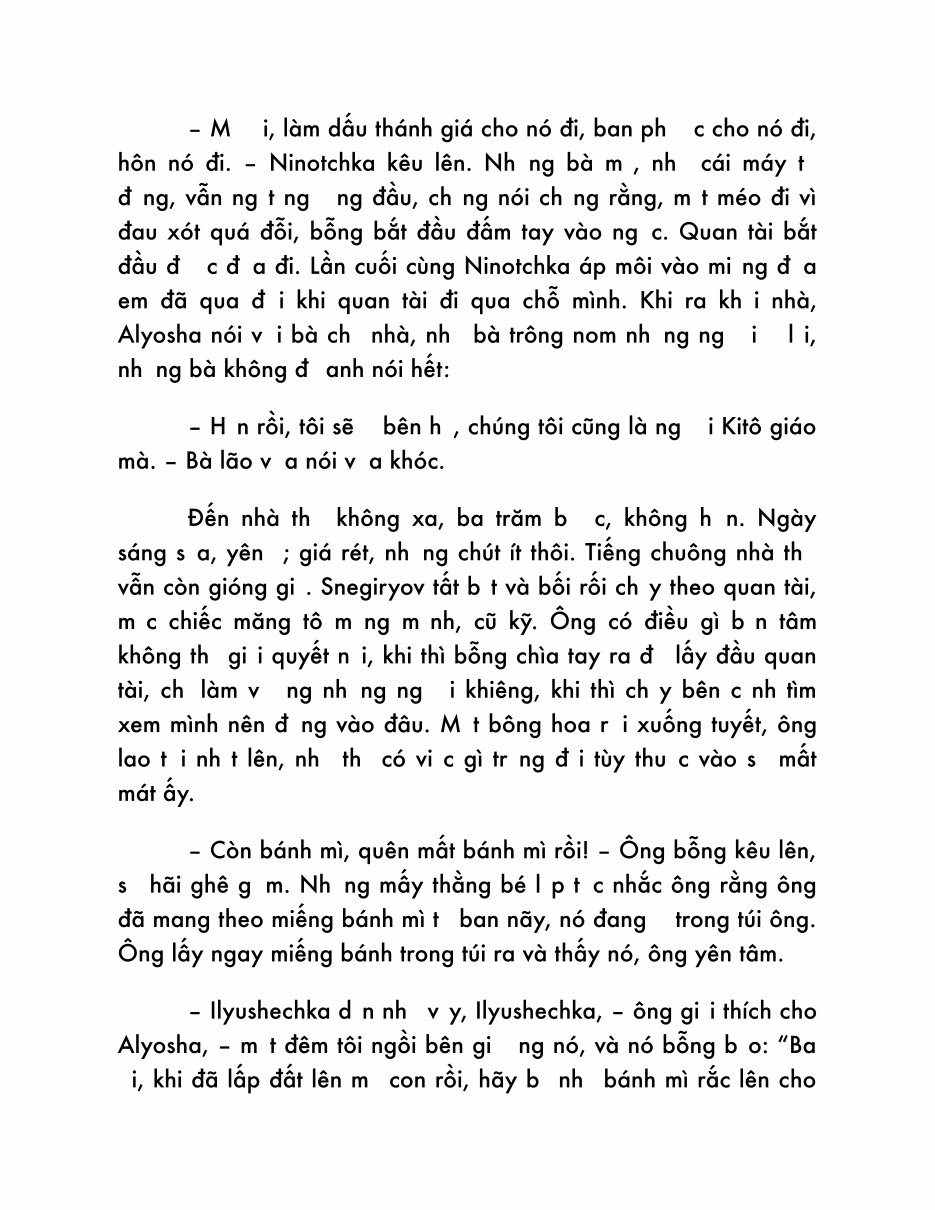 – M i, làm dấu thánh giá cho nó đi, ban ph c cho nó đi,
hôn nó đi. – Ninotchka kêu lên. Nh ng bà m , nh cái máy t
đ ng, vẫn ng t ng ng đầu, ch ng nói ch ng rằng, m t méo đi vì
đau xót quá đỗi, bỗng bắt đầu đấm tay vào ng c. Quan tài bắt
đầu đ c đ a đi. Lần cuối cùng Ninotchka áp môi vào mi ng đ a
em đã qua đ i khi quan tài đi qua chỗ mình. Khi ra kh i nhà,
Alyosha nói v i bà ch nhà, nh bà trông nom nh ng ng i l i,
nh ng bà không đ anh nói hết:
– H n rồi, tôi sẽ bên h , chúng tôi cũng là ng i Kitô giáo
mà. – Bà lão v a nói v a khóc.
Đến nhà th không xa, ba trăm b c, không h n. Ngày
sáng s a, yên ; giá rét, nh ng chút ít thôi. Tiếng chuông nhà th
vẫn còn gióng gi . Snegiryov tất b t và bối rối ch y theo quan tài,
m c chiếc măng tô m ng m nh, cũ kỹ. Ông có điều gì b n tâm
không th gi i quyết n i, khi thì bỗng chìa tay ra đ lấy đầu quan
tài, ch làm v ng nh ng ng i khiêng, khi thì ch y bên c nh tìm
xem mình nên đ ng vào đâu. M t bông hoa r i xuống tuyết, ông
lao t i nh t lên, nh th có vi c gì tr ng đ i tùy thu c vào s mất
mát ấy.
– Còn bánh mì, quên mất bánh mì rồi! – Ông bỗng kêu lên,
s hãi ghê g m. Nh ng mấy thằng bé l p t c nhắc ông rằng ông
đã mang theo miếng bánh mì t ban nãy, nó đang trong túi ông.
Ông lấy ngay miếng bánh trong túi ra và thấy nó, ông yên tâm.
– Ilyushechka d n nh v y, Ilyushechka, – ông gi i thích cho
Alyosha, – m t đêm tôi ngồi bên gi ng nó, và nó bỗng b o: “Ba
i, khi đã lấp đất lên m con rồi, hãy b nh bánh mì rắc lên cho